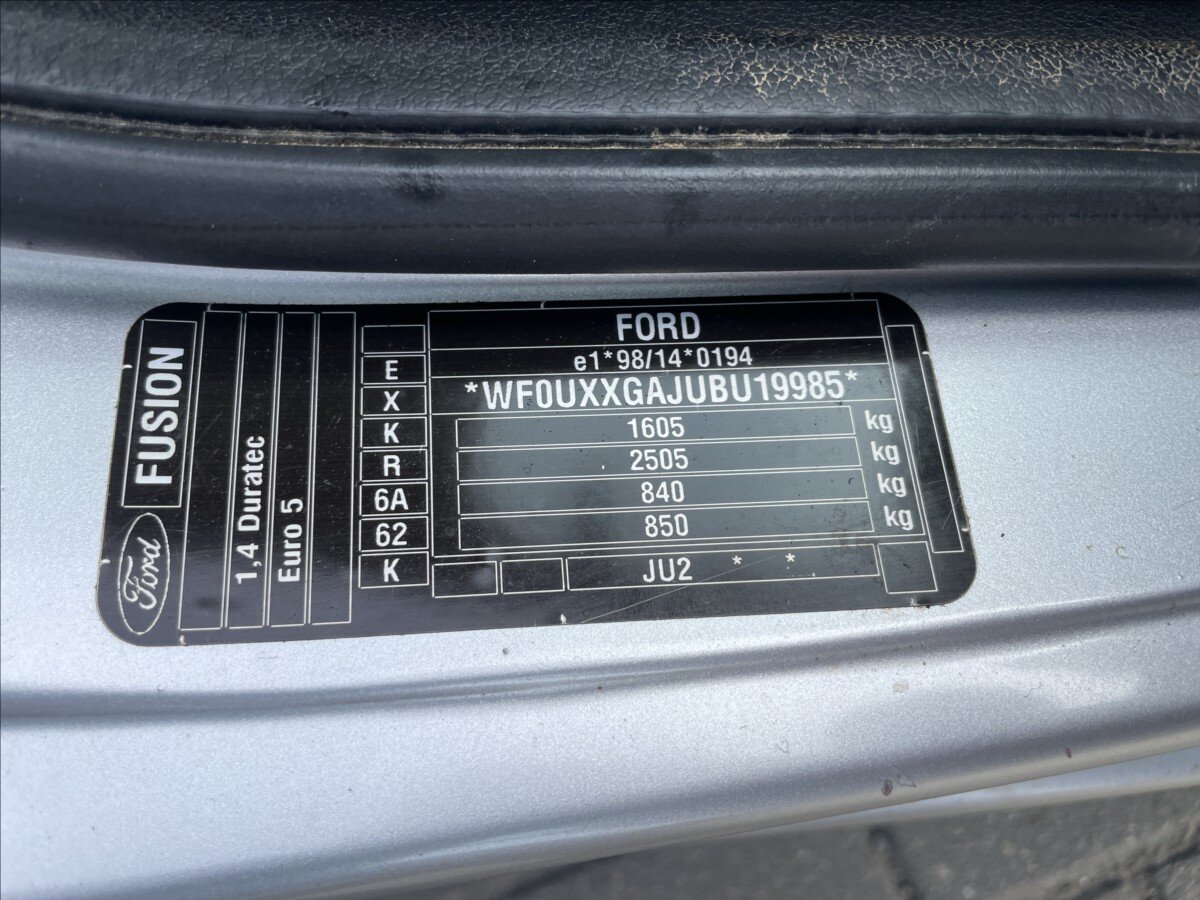 FORD
e1*98/14*0194
*WF0UXXGAJUBU19985*
1605 kg
2505 kg
840 kg
850 kg
JU2 * *
E
X
K
R
6A
62
K
FUSION
Ford
1,4 Duratec
Euro 5